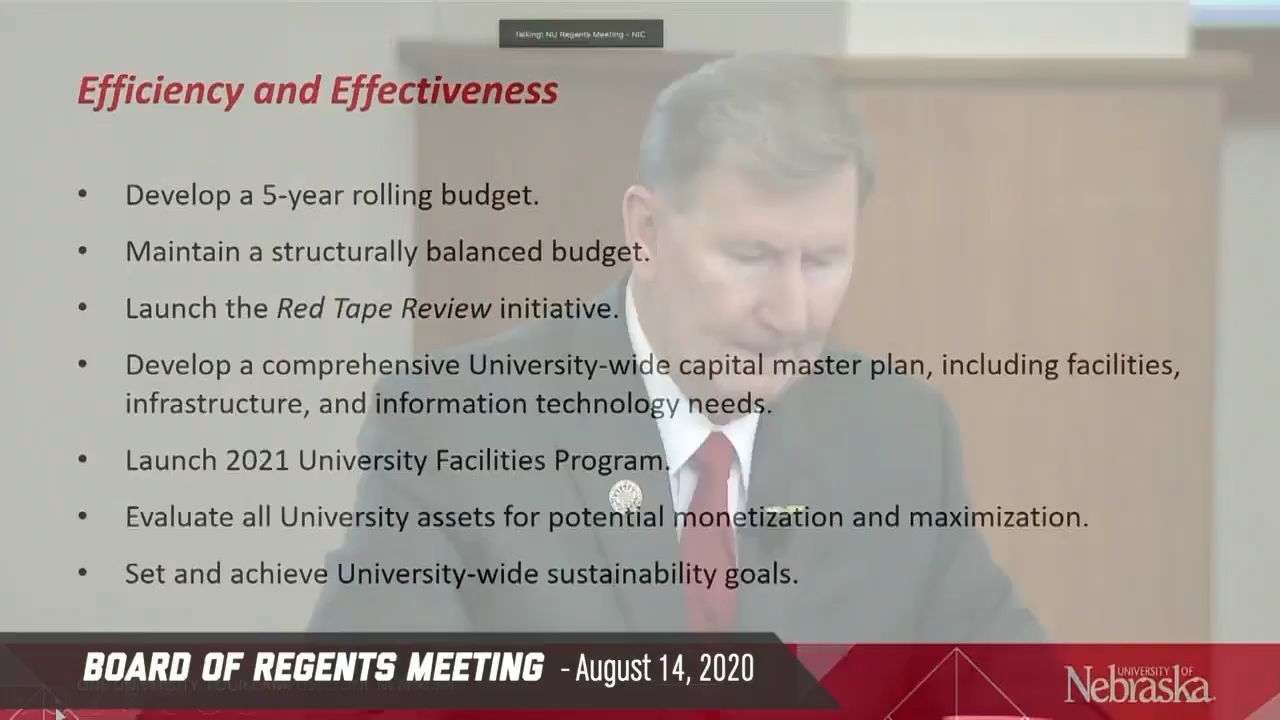 Talking: NU Regents Meeting - NIC
Efficiency and Effectiveness
• Develop a 5-year rolling budget.
• Maintain a structurally balanced budget.
• Launch the Red Tape Review initiative.
• Develop a comprehensive University-wide capital master plan, including facilities,
infrastructure, and information technology needs.
• Launch 2021 University Facilities Program.
• Evaluate all University assets for potential monetization and maximization.
• Set and achieve University-wide sustainability goals.
BOARD OF REGENTS MEETING - August 14, 2020
UNIVERSITY OF
Nebraska